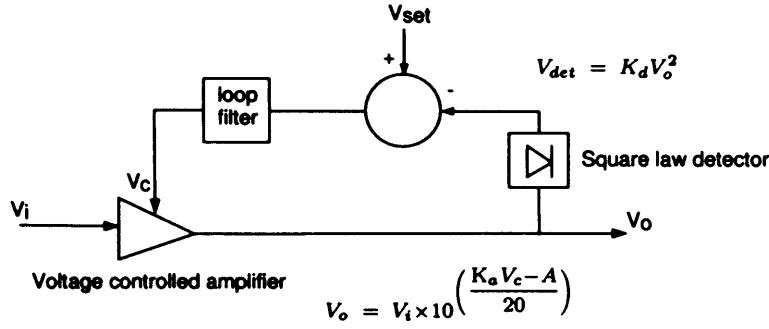 Vset
+
-
V_det = K_d V_o^2
loop
filter
Square law detector
Vc
Vi
Vo
Voltage controlled amplifier
V_o = V_i × 10^((K_a V_c − A)/20)